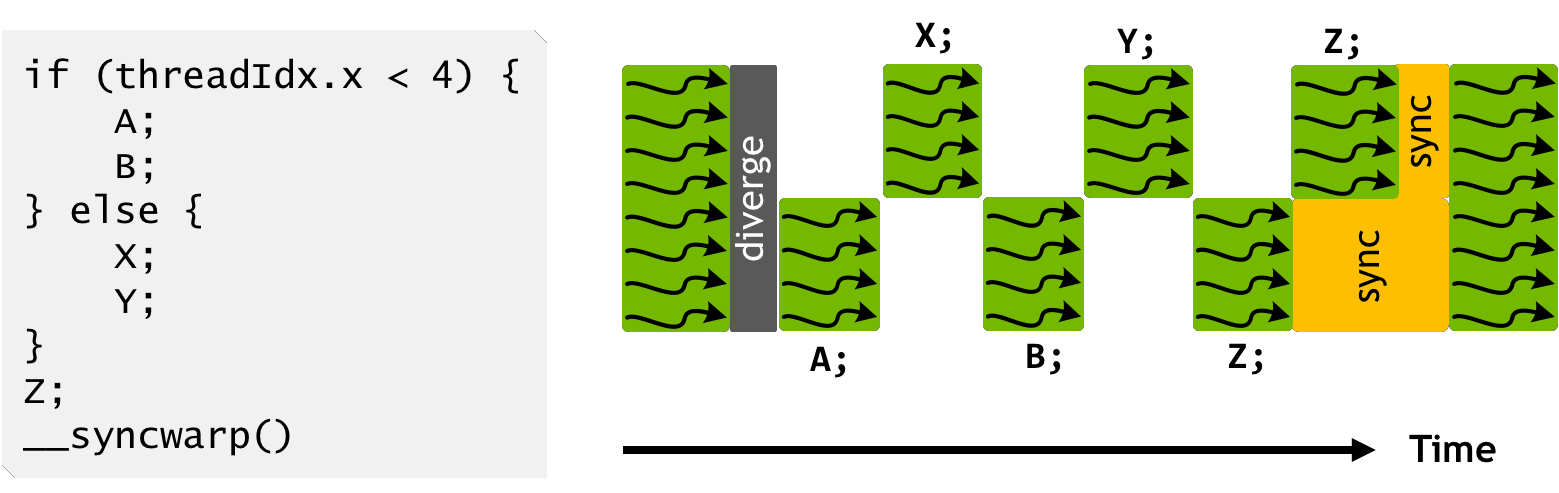 if (threadIdx.x < 4) {
    A;
    B;
} else {
    X;
    Y;
}
Z;
__syncwarp()
X;
Y;
Z;
diverge
sync
sync
A;
B;
Z;
Time